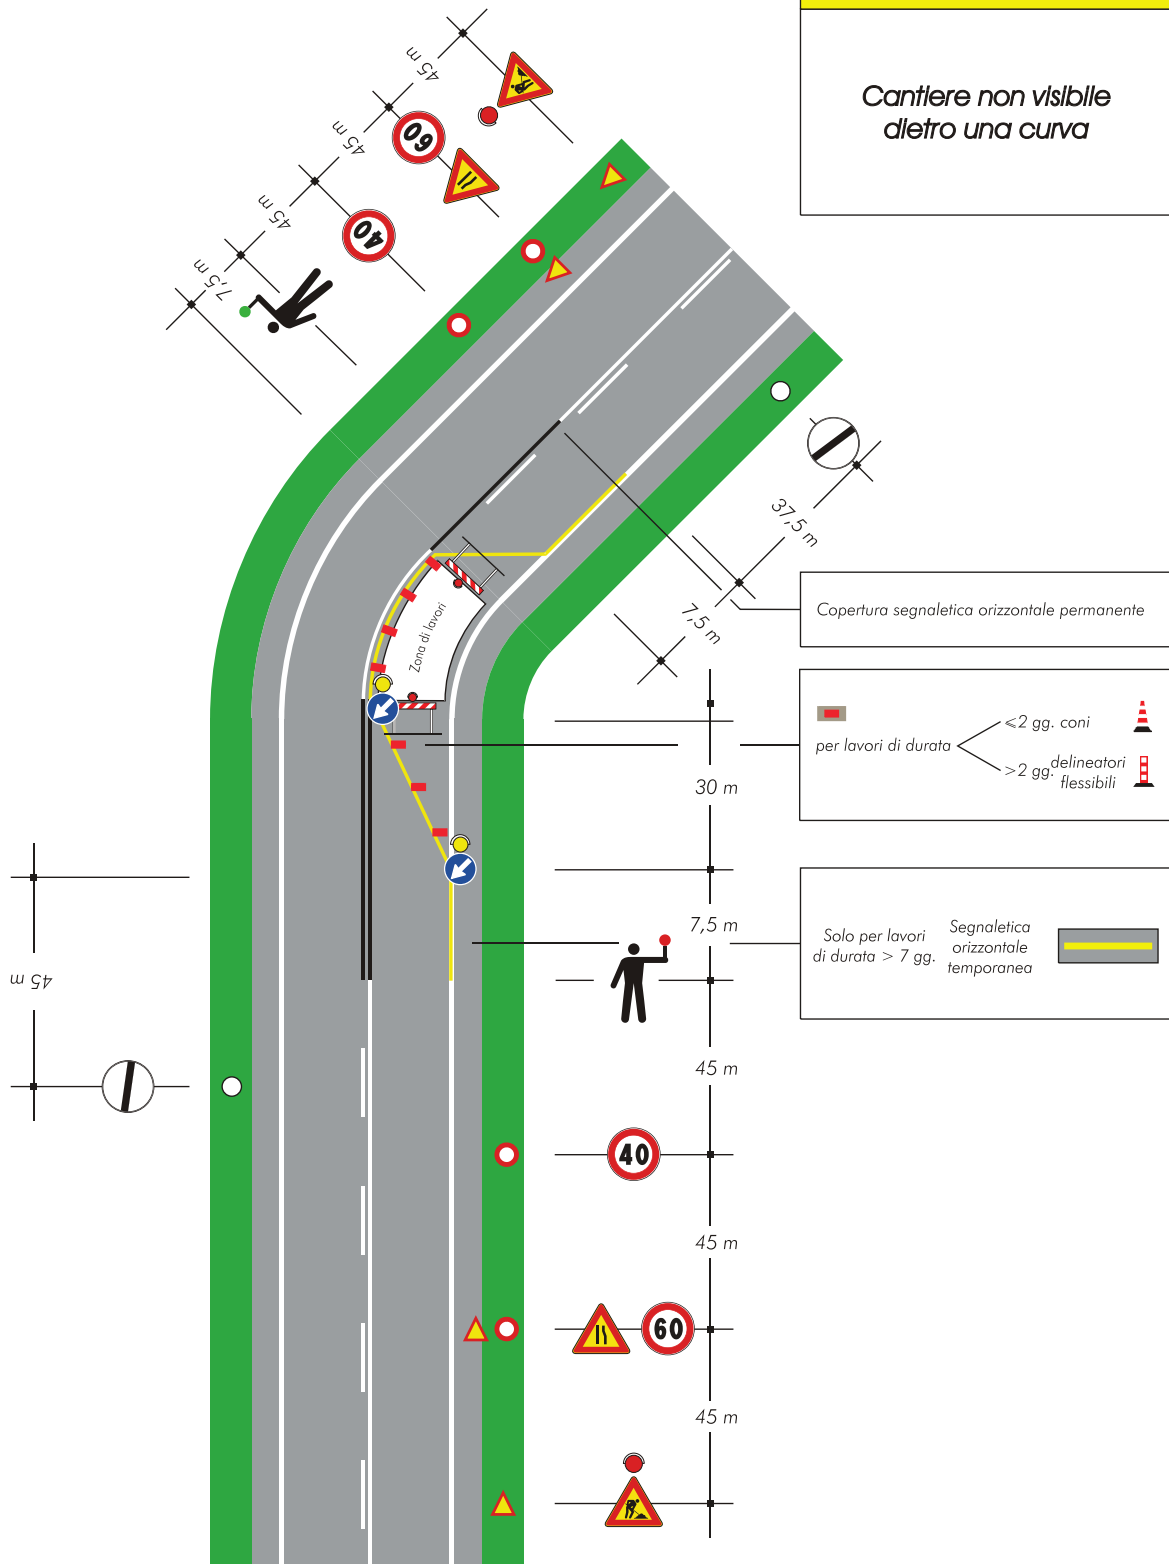 Cantiere non visibile
dietro una curva
45 m
60
45 m
40
45 m
7,5 m
37,5 m
7,5 m
Copertura segnaletica orizzontale permanente
Zona di lavori
per lavori di durata
≤2 gg. coni
>2 gg. delineatori
flessibili
30 m
7,5 m
Solo per lavori
di durata > 7 gg.
Segnaletica
orizzontale
temporanea
45 m
45 m
40
45 m
60
45 m